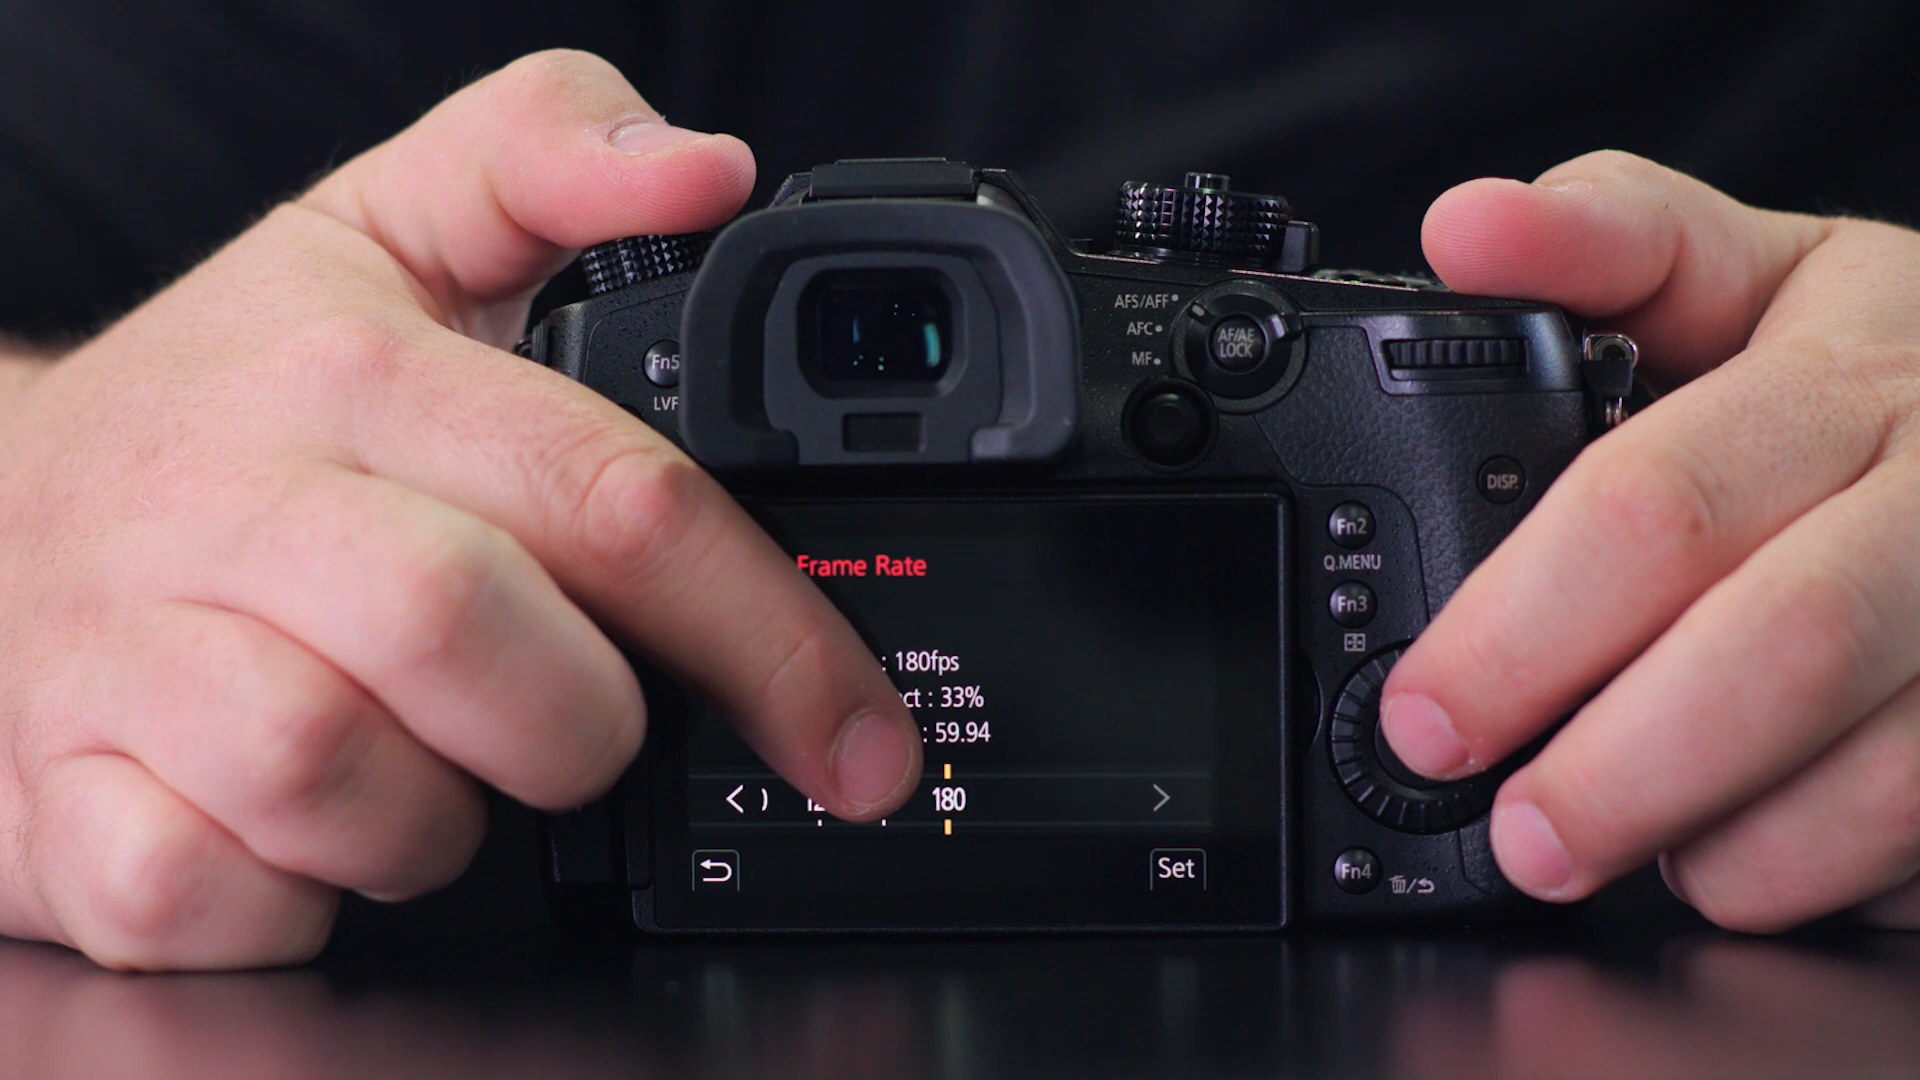 Fn5
LVF
AFS/AFF
AFC
MF
AF/AE
LOCK
DISP.
Fn2
Q.MENU
Fn3
Fn4
Frame Rate
: 180fps
ct : 33%
: 59.94
180
Set